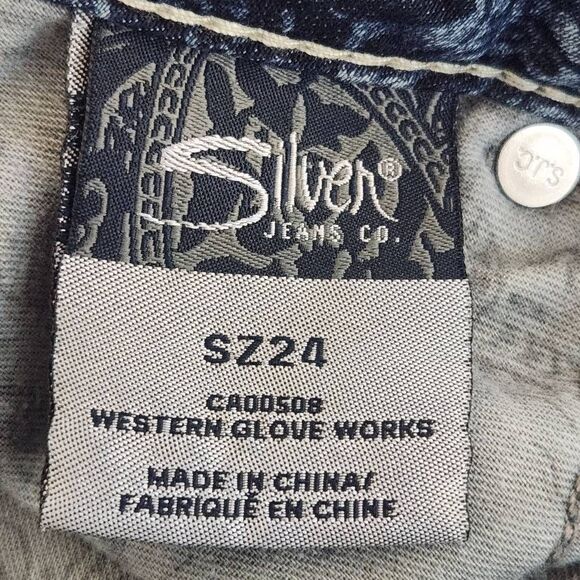 Silver®
JEANS CO.
S.J.C
SZ24
CA00508
WESTERN GLOVE WORKS
MADE IN CHINA/
FABRIQUÉ EN CHINE